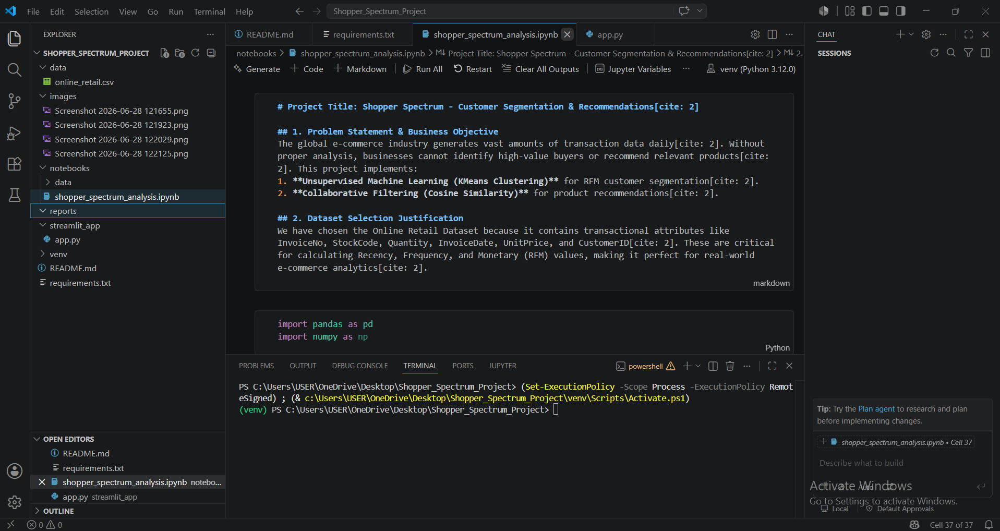 File Edit Selection View Go Run Terminal Help
Shopper_Spectrum_Project
EXPLORER
SHOPPER_SPECTRUM_PROJECT
data
online_retail.csv
images
Screenshot 2026-06-28 121655.png
Screenshot 2026-06-28 121923.png
Screenshot 2026-06-28 122029.png
Screenshot 2026-06-28 122125.png
notebooks
data
shopper_spectrum_analysis.ipynb
reports
streamlit_app
app.py
venv
README.md
requirements.txt
OPEN EDITORS
README.md
requirements.txt
shopper_spectrum_analysis.ipynb notebo...
app.py streamlit_app
OUTLINE
README.md
requirements.txt
shopper_spectrum_analysis.ipynb
app.py
notebooks > shopper_spectrum_analysis.ipynb > M↓ Project Title: Shopper Spectrum - Customer Segmentation & Recommendations[cite: 2] > M↓ 2.
Generate + Code + Markdown Run All Restart Clear All Outputs Jupyter Variables ... venv (Python 3.12.0)
# Project Title: Shopper Spectrum - Customer Segmentation & Recommendations[cite: 2]
## 1. Problem Statement & Business Objective
The global e-commerce industry generates vast amounts of transaction data daily[cite: 2]. Without
proper analysis, businesses cannot identify high-value buyers or recommend relevant products[cite:
2]. This project implements:
1. **Unsupervised Machine Learning (KMeans Clustering)** for RFM customer segmentation[cite: 2].
2. **Collaborative Filtering (Cosine Similarity)** for product recommendations[cite: 2].
## 2. Dataset Selection Justification
We have chosen the Online Retail Dataset because it contains transactional attributes like
InvoiceNo, StockCode, Quantity, InvoiceDate, UnitPrice, and CustomerID[cite: 2]. These are critical
for calculating Recency, Frequency, and Monetary (RFM) values, making it perfect for real-world
e-commerce analytics[cite: 2].
markdown
import pandas as pd
import numpy as np
Python
PROBLEMS OUTPUT DEBUG CONSOLE TERMINAL PORTS JUPYTER
powershell
PS C:\Users\USER\OneDrive\Desktop\Shopper_Spectrum_Project> (Set-ExecutionPolicy -Scope Process -ExecutionPolicy Remot
eSigned) ; (& c:\Users\USER\OneDrive\Desktop\Shopper_Spectrum_Project\venv\Scripts\Activate.ps1)
(venv) PS C:\Users\USER\OneDrive\Desktop\Shopper_Spectrum_Project>
CHAT
SESSIONS
Tip: Try the Plan agent to research and plan
before implementing changes.
shopper_spectrum_analysis.ipynb • Cell 37
Describe what to build
Auto
Activate Windows
Go to Settings to activate Windows.
Local Default Approvals
0 0
Cell 37 of 37